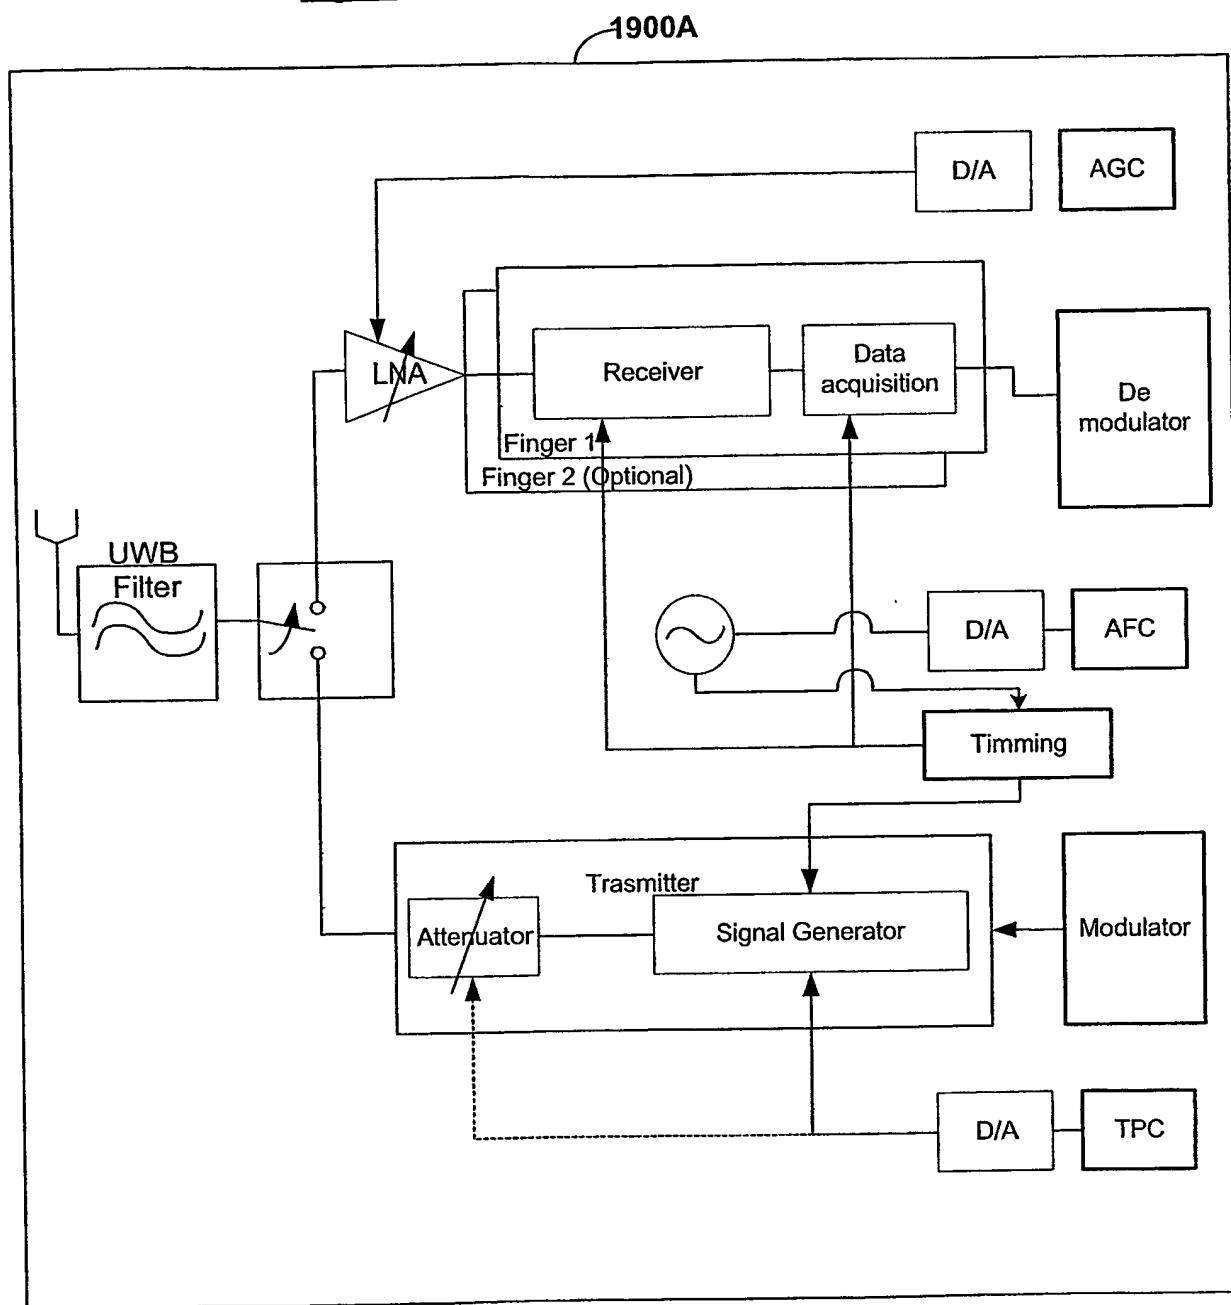 1900A
D/A
AGC
LNA
Receiver
Data
acquisition
De
modulator
Finger 1
Finger 2 (Optional)
UWB
Filter
D/A
AFC
Timming
Trasmitter
Attenuator
Signal Generator
Modulator
D/A
TPC